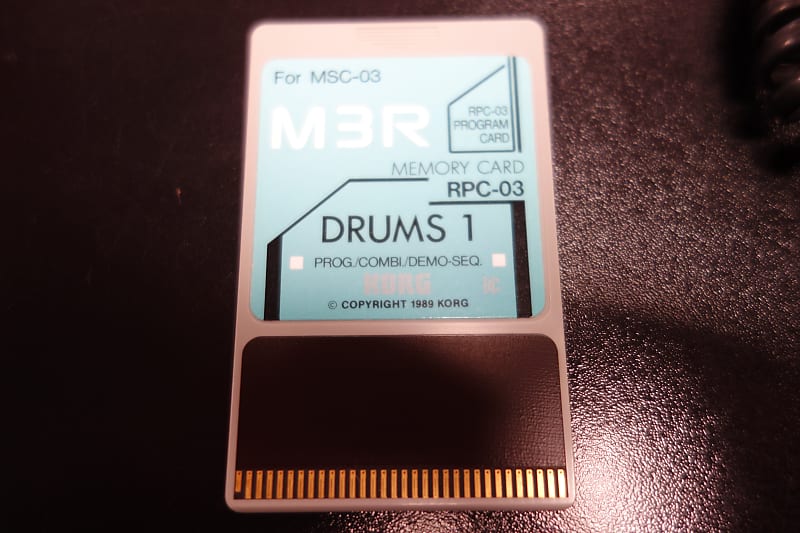 For MSC-03
M3R
RPC-03
PROGRAM
CARD
MEMORY CARD
RPC-03
DRUMS 1
PROG./COMBI./DEMO-SEQ.
KORG
© COPYRIGHT 1989 KORG